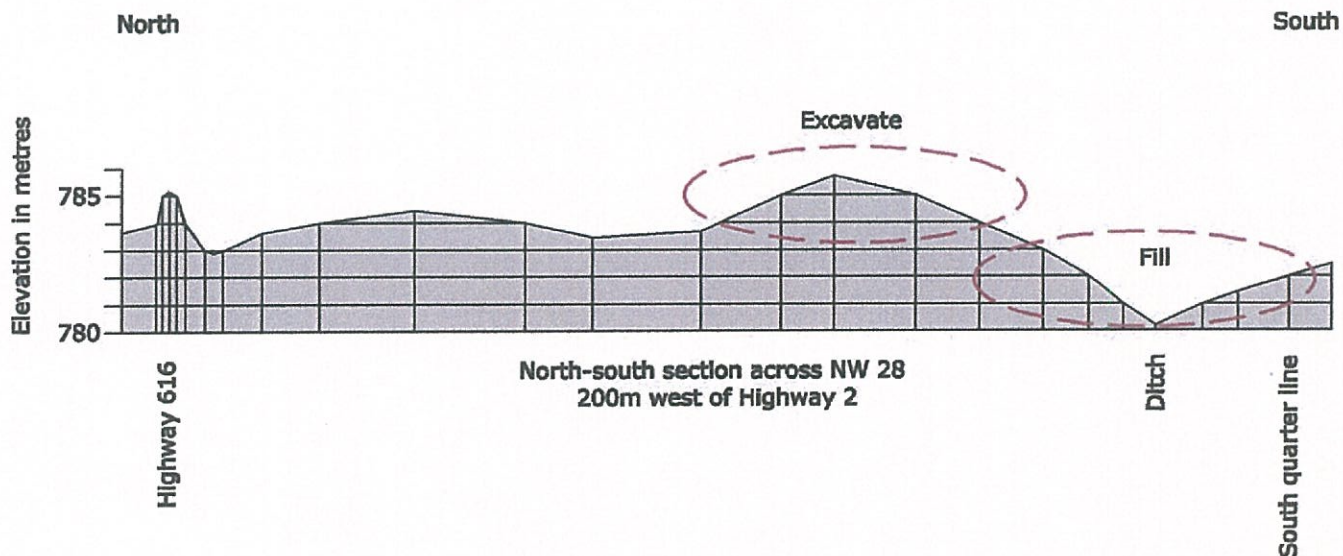 North
South
Excavate
Elevation in metres
785
Fill
780
North-south section across NW 28
200m west of Highway 2
Highway 616
Ditch
South quarter line